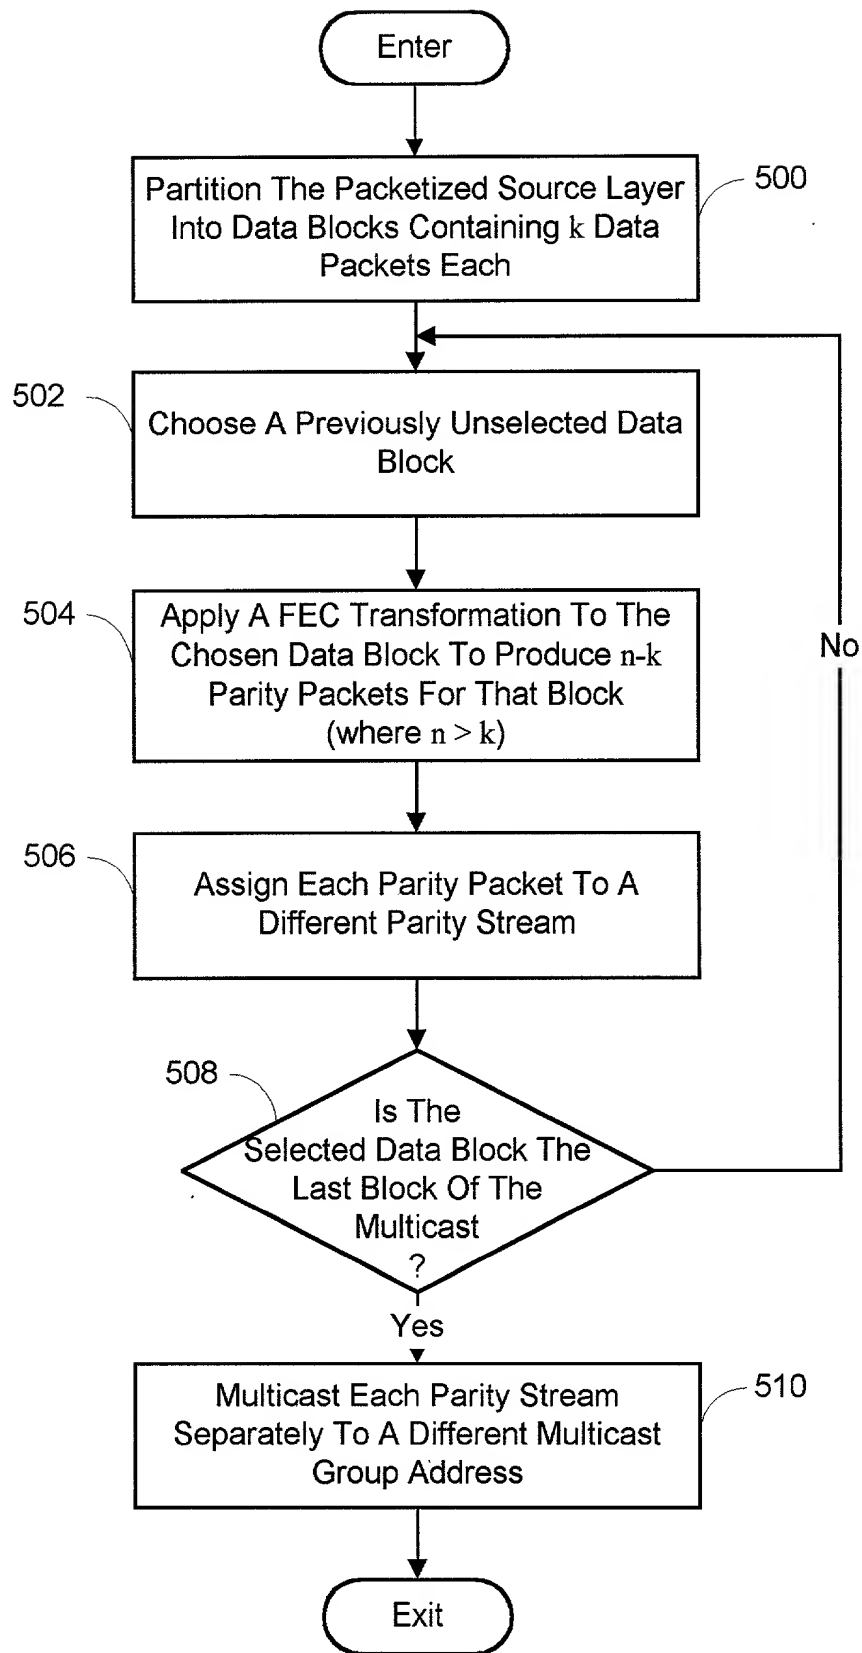 Enter
Partition The Packetized Source Layer
Into Data Blocks Containing k Data
Packets Each
500
502
Choose A Previously Unselected Data
Block
504
Apply A FEC Transformation To The
Chosen Data Block To Produce n-k
Parity Packets For That Block
(where n > k)
No
506
Assign Each Parity Packet To A
Different Parity Stream
508
Is The
Selected Data Block The
Last Block Of The
Multicast
?
Yes
Multicast Each Parity Stream
Separately To A Different Multicast
Group Address
510
Exit